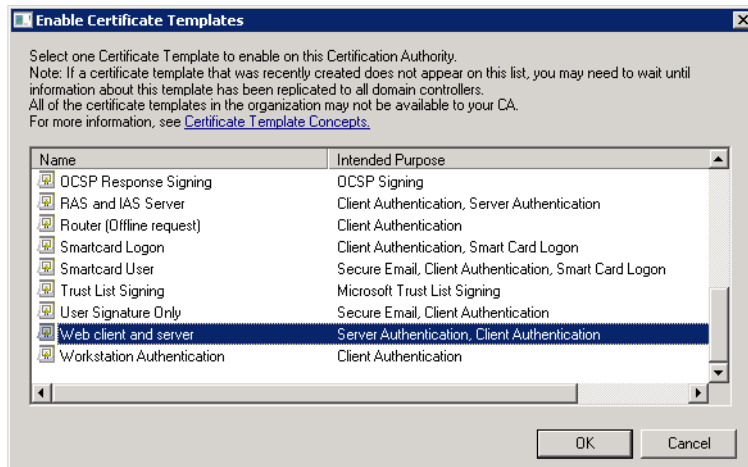 Enable Certificate Templates
Select one Certificate Template to enable on this Certification Authority.
Note: If a certificate template that was recently created does not appear on this list, you may need to wait until
information about this template has been replicated to all domain controllers.
All of the certificate templates in the organization may not be available to your CA.
For more information, see Certificate Template Concepts.
Name Intended Purpose
OCSP Response Signing OCSP Signing
RAS and IAS Server Client Authentication, Server Authentication
Router (Offline request) Client Authentication
Smartcard Logon Client Authentication, Smart Card Logon
Smartcard User Secure Email, Client Authentication, Smart Card Logon
Trust List Signing Microsoft Trust List Signing
User Signature Only Secure Email, Client Authentication
Web client and server Server Authentication, Client Authentication
Workstation Authentication Client Authentication
OK Cancel